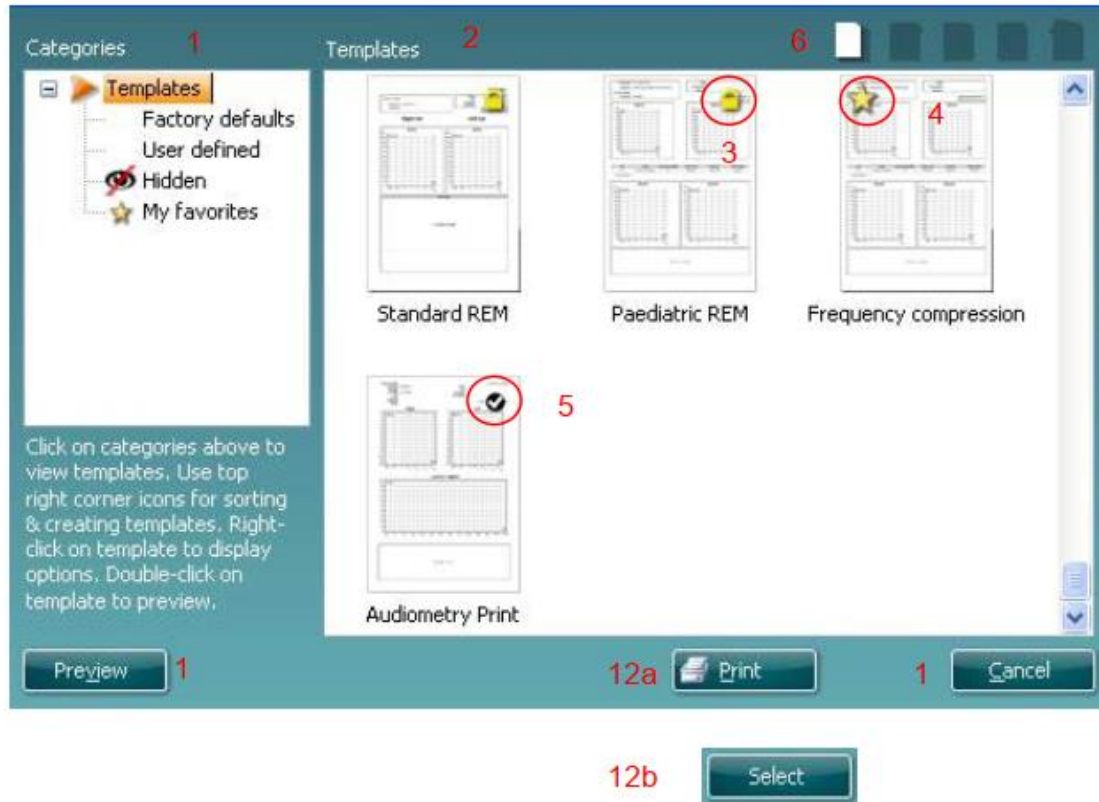 Categories 1
Templates 2 6
Templates
Factory defaults
User defined
Hidden
My favorites
3
4
Standard REM
Paediatric REM
Frequency compression
5
Audiometry Print
Click on categories above to
view templates. Use top
right corner icons for sorting
& creating templates. Right-
click on template to display
options. Double-click on
template to preview.
Preview 1
12a Print
1 Cancel
12b Select